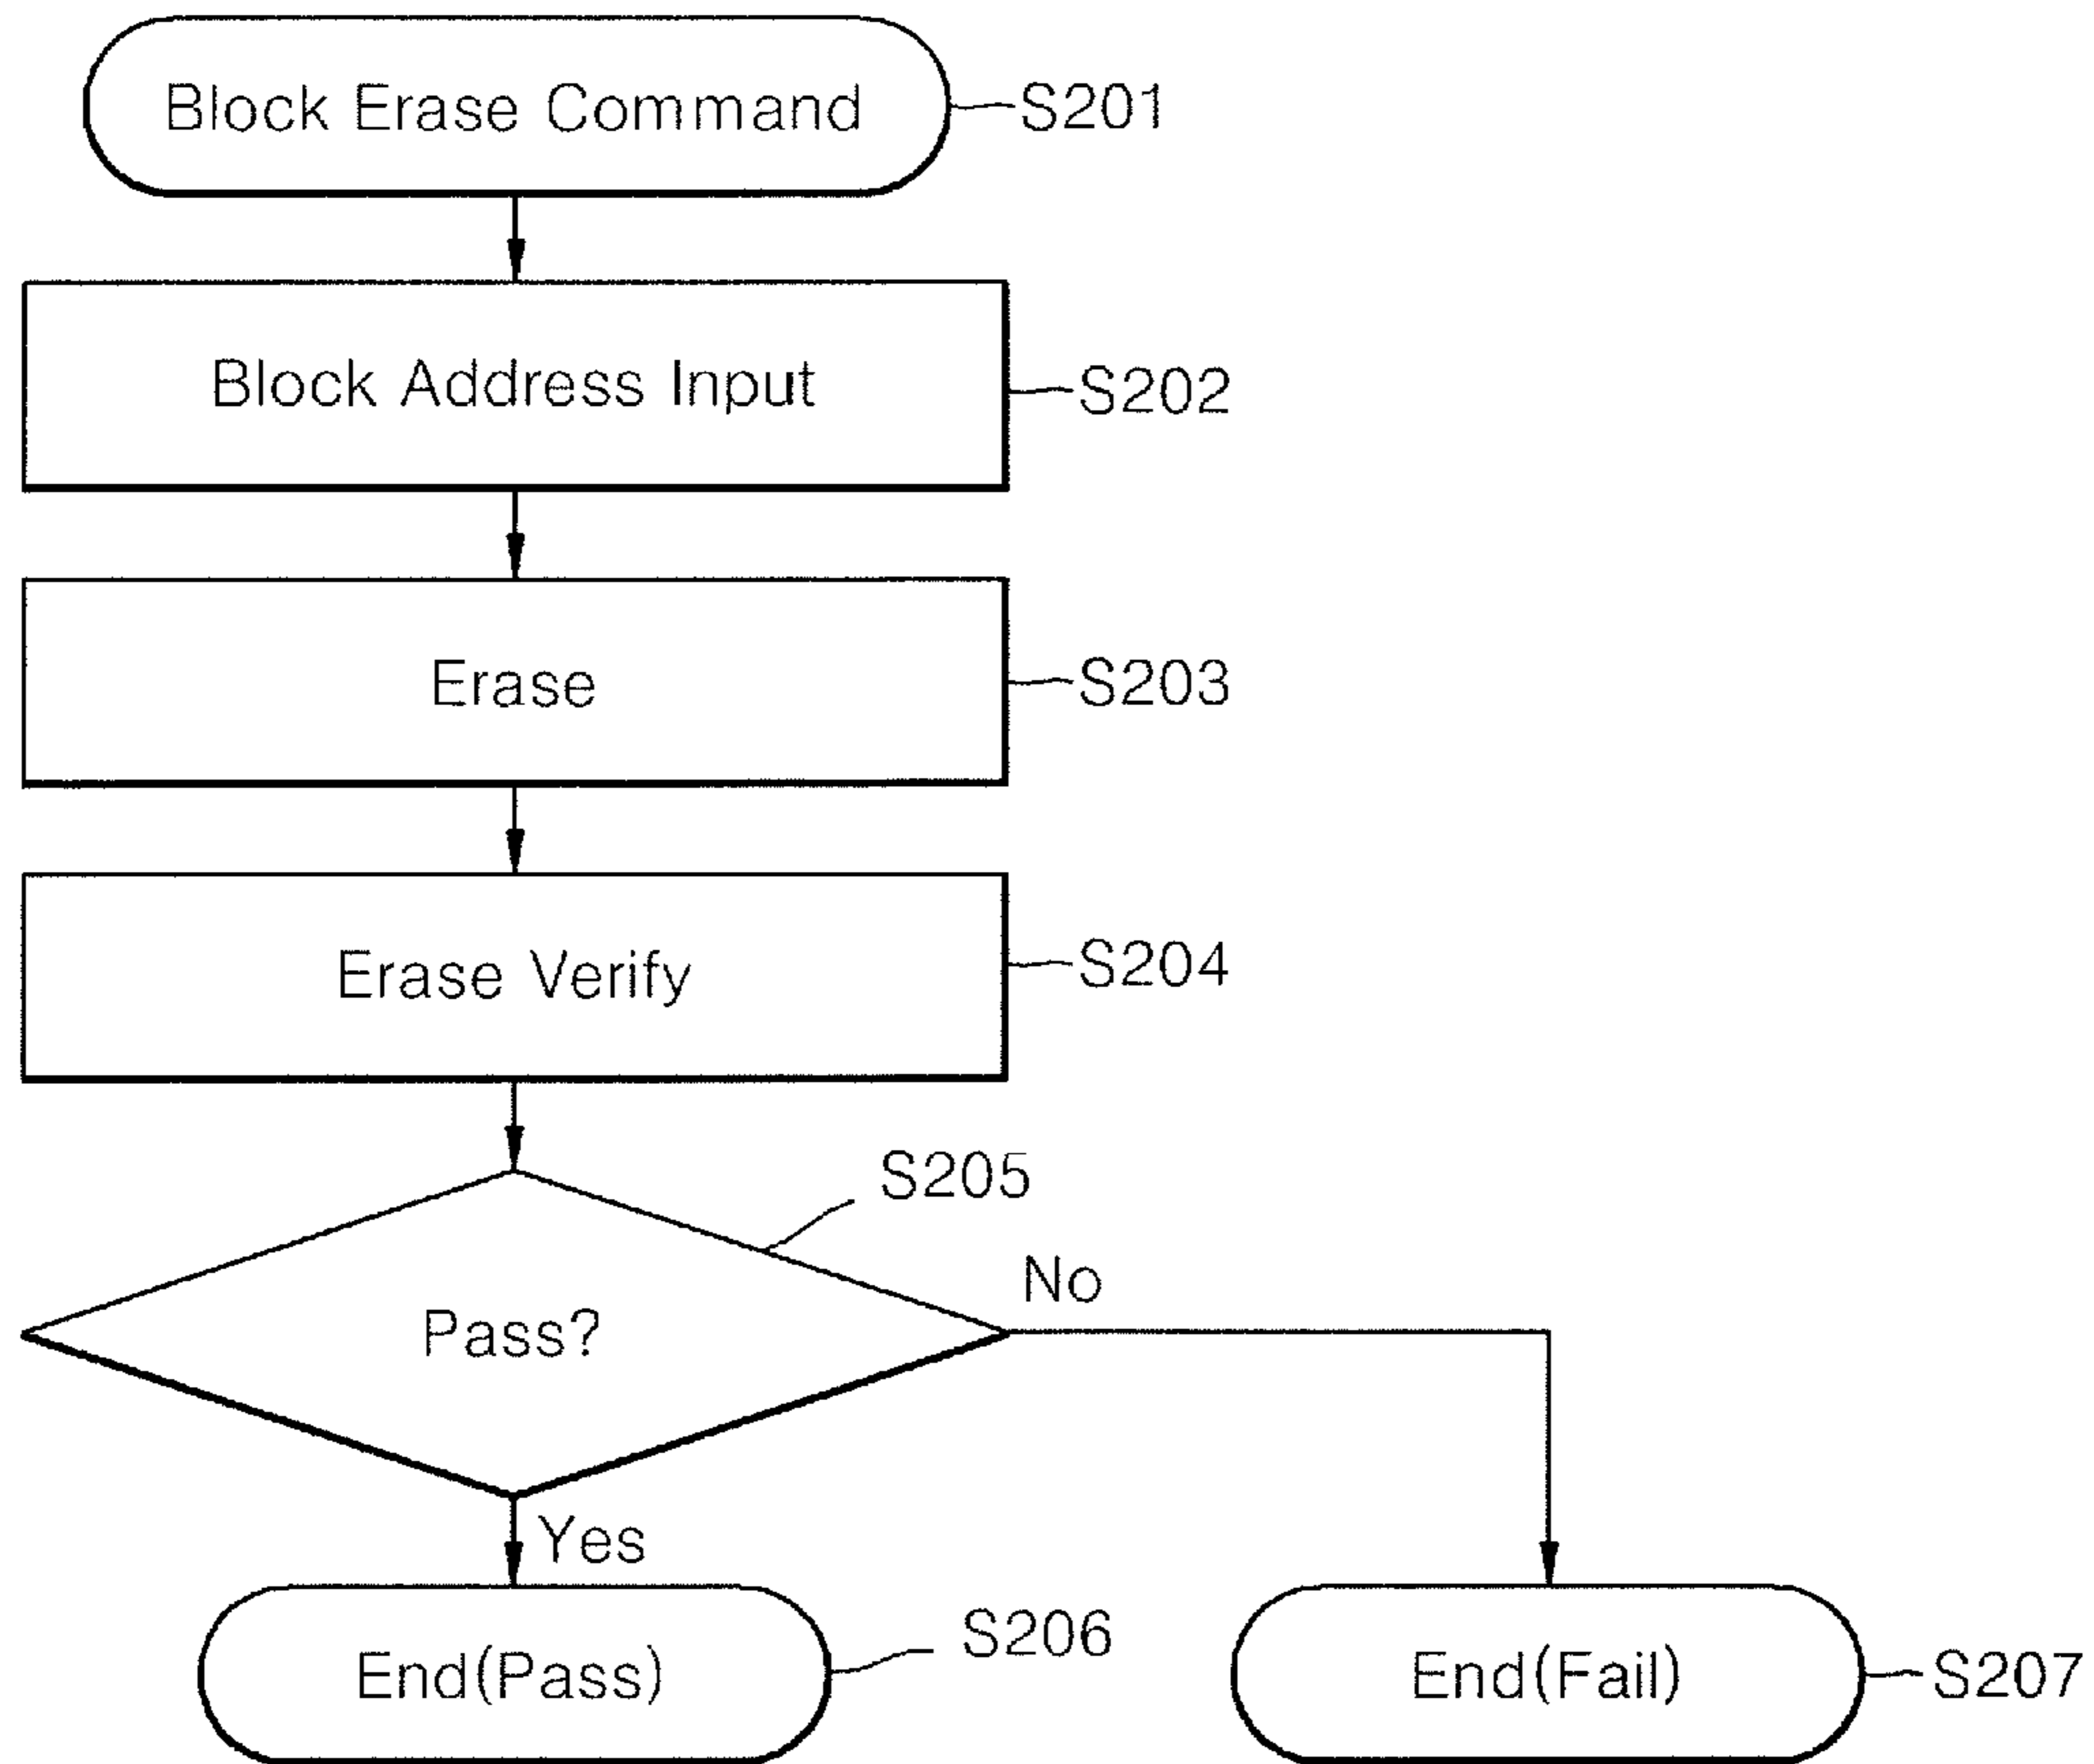 Block Erase Command
S201
Block Address Input
S202
Erase
S203
Erase Verify
S204
S205
Pass?
No
Yes
End(Pass)
S206
End(Fail)
S207